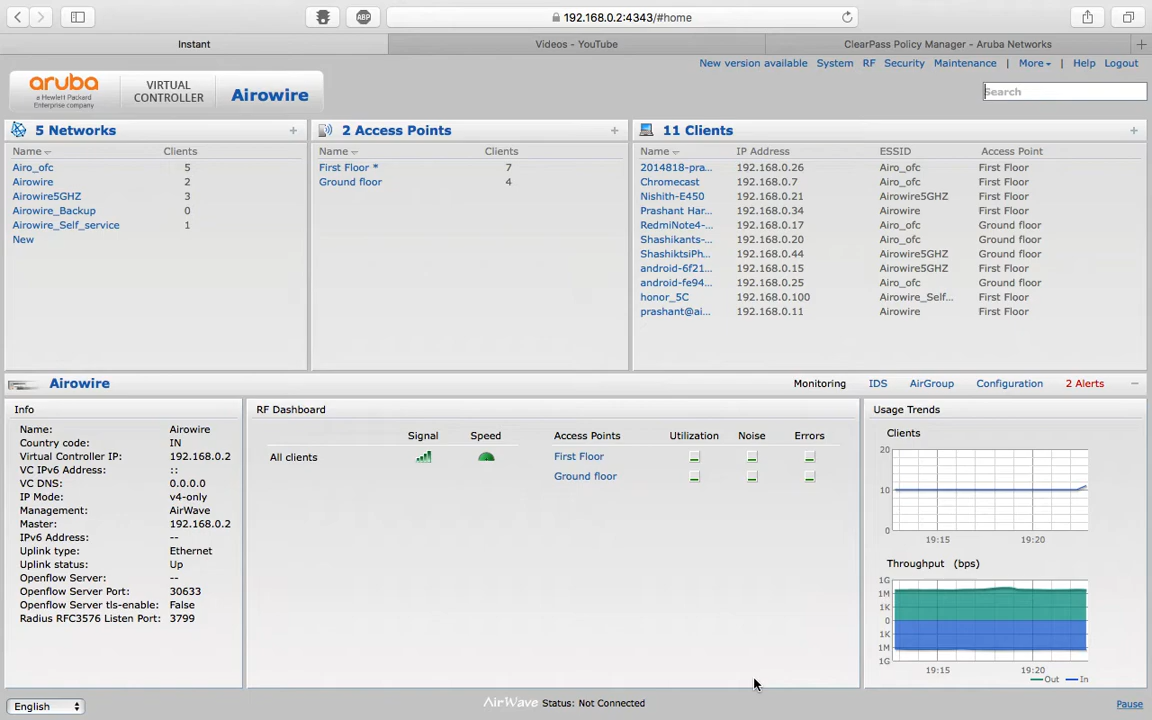 ABP
192.168.0.2:4343/#home
Instant
Videos - YouTube
ClearPass Policy Manager - Aruba Networks
New version available System RF Security Maintenance | More | Help Logout
aruba
a Hewlett Packard
Enterprise company
VIRTUAL
CONTROLLER
Airowire
Search
5 Networks +
Name Clients
Airo_ofc 5
Airowire 2
Airowire5GHZ 3
Airowire_Backup 0
Airowire_Self_service 1
New
2 Access Points +
Name Clients
First Floor * 7
Ground floor 4
11 Clients +
Name IP Address ESSID Access Point
2014818-pra... 192.168.0.26 Airo_ofc First Floor
Chromecast 192.168.0.7 Airo_ofc First Floor
Nishith-E450 192.168.0.21 Airowire5GHZ First Floor
Prashant Har... 192.168.0.34 Airowire First Floor
RedmiNote4-... 192.168.0.17 Airo_ofc Ground floor
Shashikants-... 192.168.0.20 Airo_ofc Ground floor
ShashiktsiPh... 192.168.0.44 Airowire5GHZ Ground floor
android-6f21... 192.168.0.15 Airowire5GHZ First Floor
android-fe94... 192.168.0.25 Airo_ofc Ground floor
honor_5C 192.168.0.100 Airowire_Self... First Floor
prashant@ai... 192.168.0.11 Airowire First Floor
Airowire
Monitoring IDS AirGroup Configuration 2 Alerts
Info
Name: Airowire
Country code: IN
Virtual Controller IP: 192.168.0.2
VC IPv6 Address: ::
VC DNS: 0.0.0.0
IP Mode: v4-only
Management: AirWave
Master: 192.168.0.2
IPv6 Address: --
Uplink type: Ethernet
Uplink status: Up
Openflow Server: --
Openflow Server Port: 30633
Openflow Server tls-enable: False
Radius RFC3576 Listen Port: 3799
RF Dashboard
Signal Speed
All clients
Access Points Utilization Noise Errors
First Floor
Ground floor
Usage Trends
Clients
20
10
0
19:15 19:20
Throughput (bps)
1G
1M
1K
0
1K
1M
1G
19:15 19:20
Out In
English
AirWave Status: Not Connected
Pause